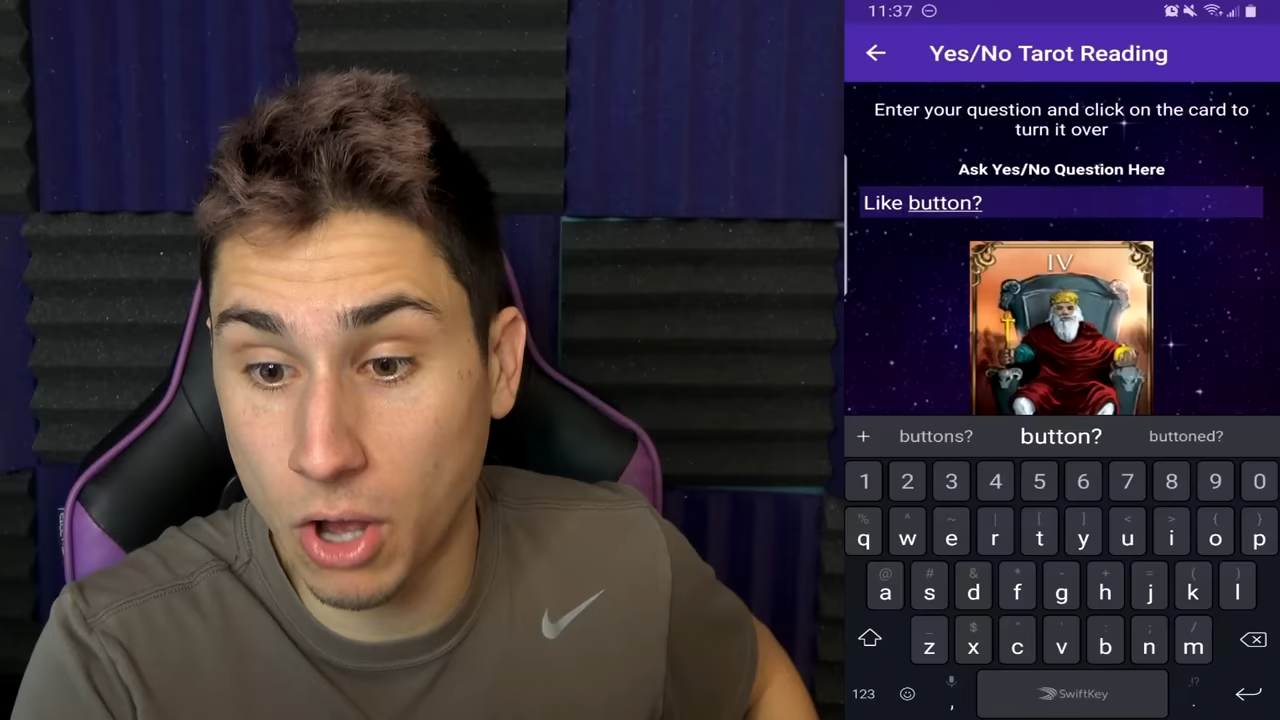 11:37
Yes/No Tarot Reading
Enter your question and click on the card to
turn it over
Ask Yes/No Question Here
Like button?
IV
+ buttons? button? buttoned?
1 2 3 4 5 6 7 8 9 0
% ^ ~ | [ ] < > { }
q w e r t y u i o p
@ # & * - + = ( )
a s d f g h j k l
_ $ " ' : ; /
z x c v b n m
123 , SwiftKey .
,!?